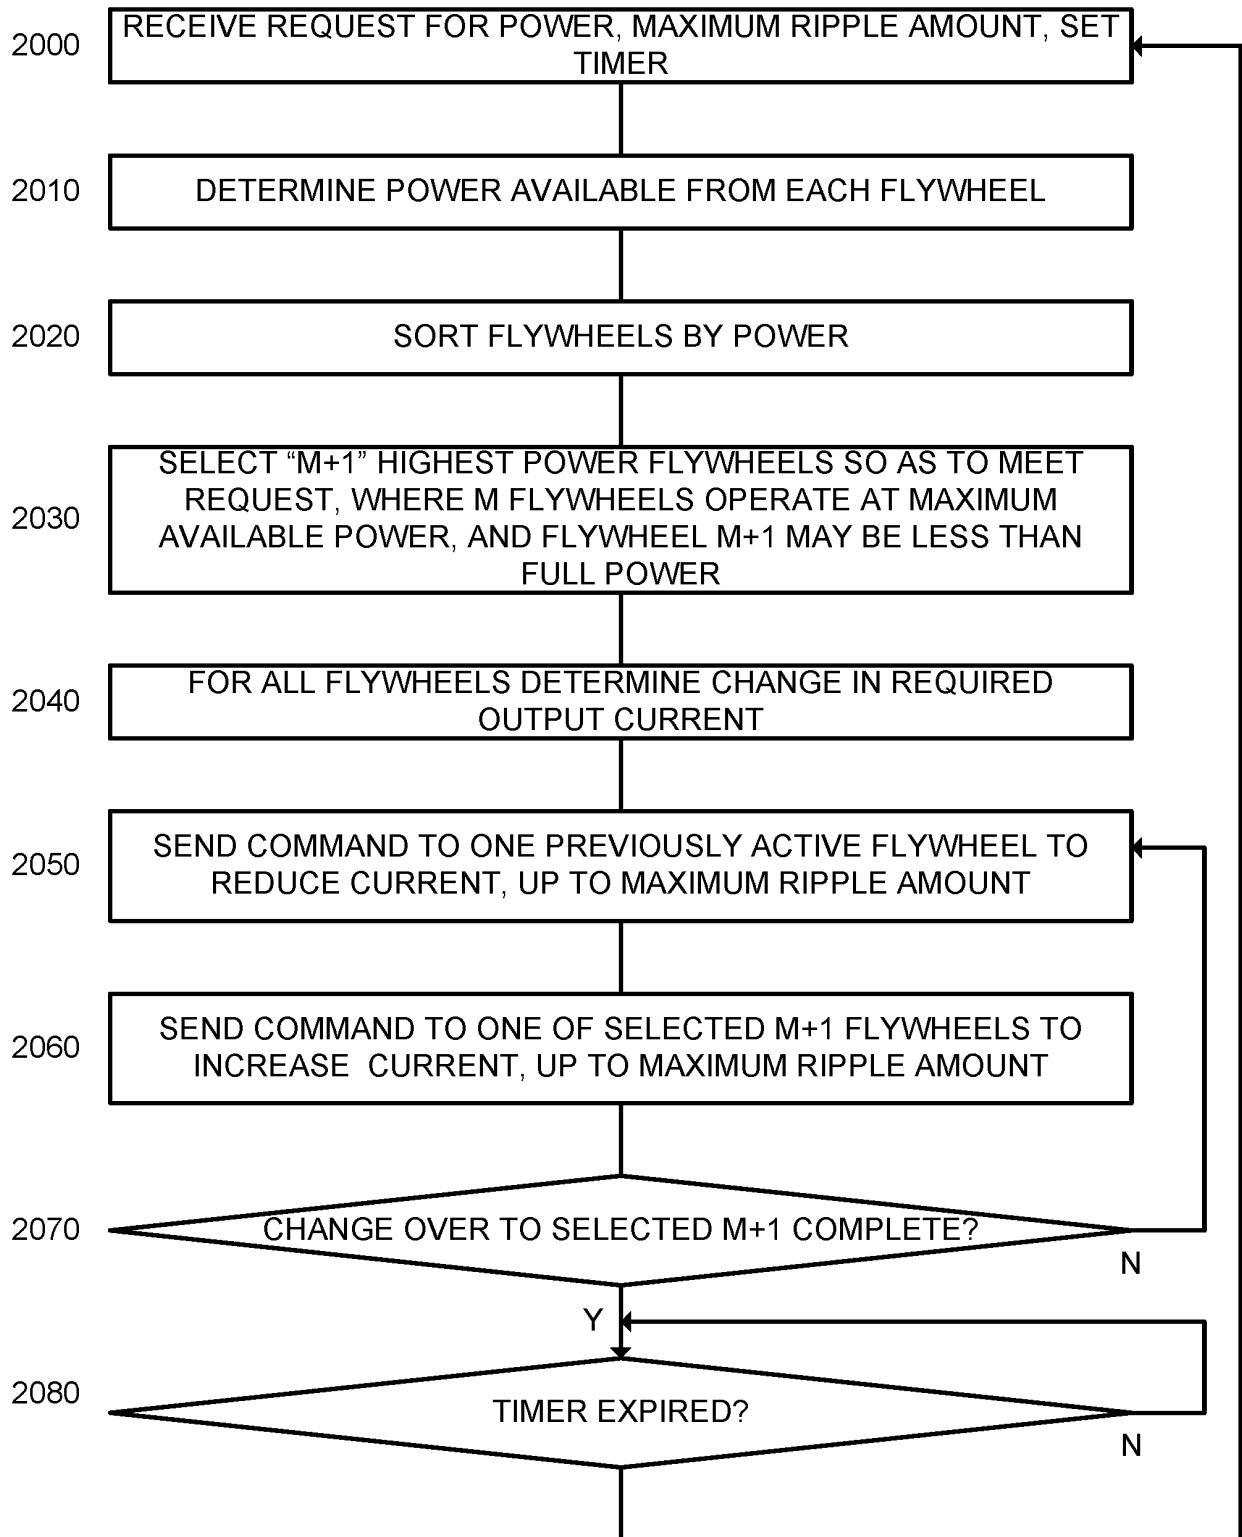 2000
RECEIVE REQUEST FOR POWER, MAXIMUM RIPPLE AMOUNT, SET
TIMER
2010
DETERMINE POWER AVAILABLE FROM EACH FLYWHEEL
2020
SORT FLYWHEELS BY POWER
2030
SELECT “M+1” HIGHEST POWER FLYWHEELS SO AS TO MEET
REQUEST, WHERE M FLYWHEELS OPERATE AT MAXIMUM
AVAILABLE POWER, AND FLYWHEEL M+1 MAY BE LESS THAN
FULL POWER
2040
FOR ALL FLYWHEELS DETERMINE CHANGE IN REQUIRED
OUTPUT CURRENT
2050
SEND COMMAND TO ONE PREVIOUSLY ACTIVE FLYWHEEL TO
REDUCE CURRENT, UP TO MAXIMUM RIPPLE AMOUNT
2060
SEND COMMAND TO ONE OF SELECTED M+1 FLYWHEELS TO
INCREASE CURRENT, UP TO MAXIMUM RIPPLE AMOUNT
2070
CHANGE OVER TO SELECTED M+1 COMPLETE?
N
Y
2080
TIMER EXPIRED?
N